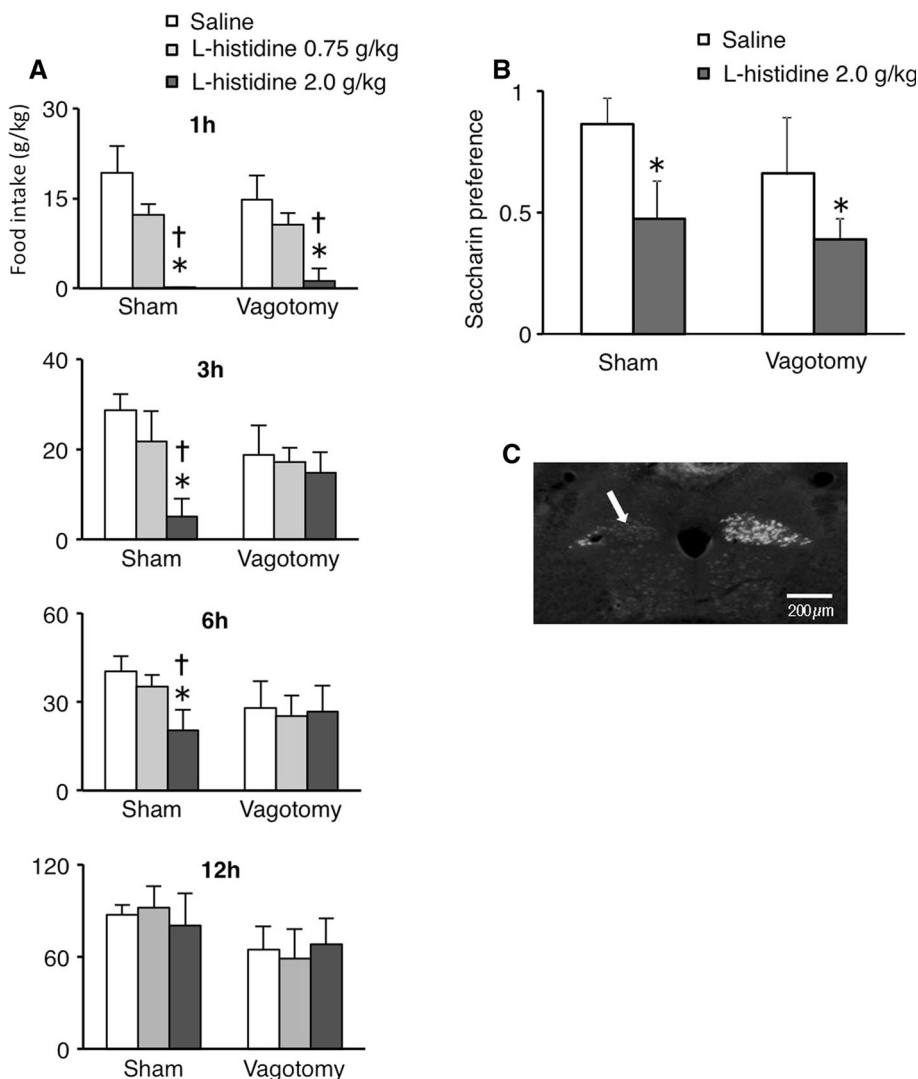 Saline
L-histidine 0.75 g/kg
L-histidine 2.0 g/kg
A
Food intake (g/kg)
1h
30
15
0
†
*
†
*
Sham Vagotomy
3h
40
20
0
†
*
Sham Vagotomy
6h
60
30
0
†
*
Sham Vagotomy
12h
120
60
0
Sham Vagotomy
Saline
L-histidine 2.0 g/kg
B
Saccharin preference
1
0.5
0
*
*
Sham Vagotomy
C
200 µm